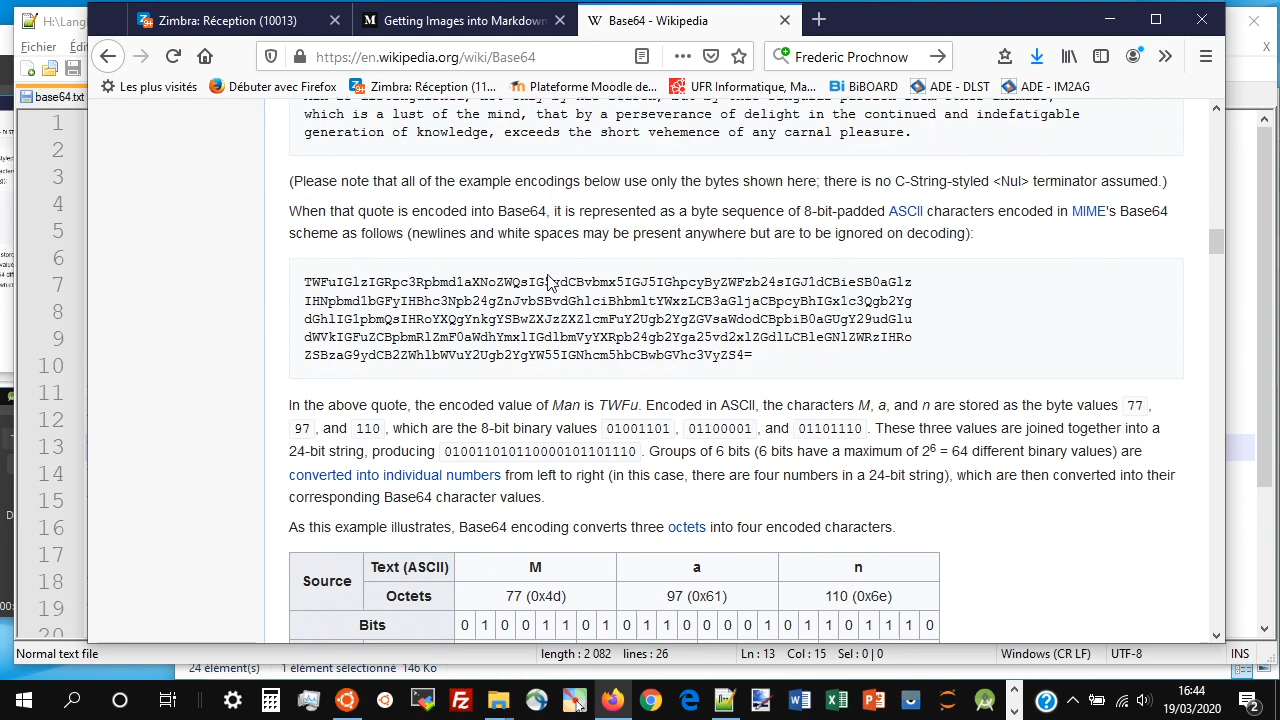 H:\Lang
Zimbra: Réception (10013)
Getting Images into Markdown
Base64 - Wikipedia
Fichier
https://en.wikipedia.org/wiki/Base64
Frederic Prochnow
Les plus visités
Débuter avec Firefox
Zimbra: Réception (11...
Plateforme Moodle de...
UFR Informatique, Ma...
BiBOARD
ADE - DLST
ADE - IM2AG
base64.txt
which is a lust of the mind, that by a perseverance of delight in the continued and indefatigable
generation of knowledge, exceeds the short vehemence of any carnal pleasure.
(Please note that all of the example encodings below use only the bytes shown here; there is no C-String-styled <Nul> terminator assumed.)
When that quote is encoded into Base64, it is represented as a byte sequence of 8-bit-padded ASCII characters encoded in MIME's Base64
scheme as follows (newlines and white spaces may be present anywhere but are to be ignored on decoding):
TWFuIGlzIGRpc3Rpbmd1aXNoZWQsIG5vdCBvbmx5IGJ5IGhpcyByZWFzb24sIGJ1dCBieSB0aGlz
IHNpbmd1bGFyIHBhc3Npb24gZnJvbSBvdGhlciBhbmltYWxzLCB3aGljaCBpcyBhIGx1c3Qgb2Yg
dGhlIG1pbmQsIHRoYXQgYnkgYSBwZXJzZXZlcmFuY2Ugb2YgZGVsaWdodCBpbiB0aGUgY29udGlu
dWVkIGFuZCBpbmRlZmF0aWdhYmxlIGdlbmVyYXRpb24gb2Yga25vd2xlZGdlLCBleGNlZWRzIHRo
ZSBzaG9ydCB2ZWhlbWVuY2Ugb2YgYW55IGNhcm5hbCBwbGVhc3VyZS4=
In the above quote, the encoded value of Man is TWFu. Encoded in ASCII, the characters M, a, and n are stored as the byte values 77 ,
97 , and 110 , which are the 8-bit binary values 01001101 , 01100001 , and 01101110 . These three values are joined together into a
24-bit string, producing 010011010110000101101110 . Groups of 6 bits (6 bits have a maximum of 2⁶ = 64 different binary values) are
converted into individual numbers from left to right (in this case, there are four numbers in a 24-bit string), which are then converted into their
corresponding Base64 character values.
As this example illustrates, Base64 encoding converts three octets into four encoded characters.
Source Text (ASCII) M a n
Octets 77 (0x4d) 97 (0x61) 110 (0x6e)
Bits 0 1 0 0 1 1 0 1 0 1 1 0 0 0 0 1 0 1 1 0 1 1 1 0
1
2
3
4
5
6
7
8
9
10
11
12
13
14
15
16
17
18
19
20
Normal text file length : 2 082 lines : 26 Ln : 13 Col : 15 Sel : 0 | 0 Windows (CR LF) UTF-8 INS
24 élément(s) 1 élément sélectionné 146 Ko
16:44
19/03/2020
2